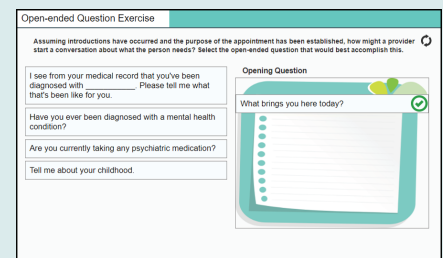 Open-ended Question Exercise
Assuming introductions have occurred and the purpose of the appointment has been established, how might a provider
start a conversation about what the person needs? Select the open-ended question that would best accomplish this.
I see from your medical record that you've been
diagnosed with ____________. Please tell me what
that's been like for you.
Have you ever been diagnosed with a mental health
condition?
Are you currently taking any psychiatric medication?
Tell me about your childhood.
Opening Question
What brings you here today?